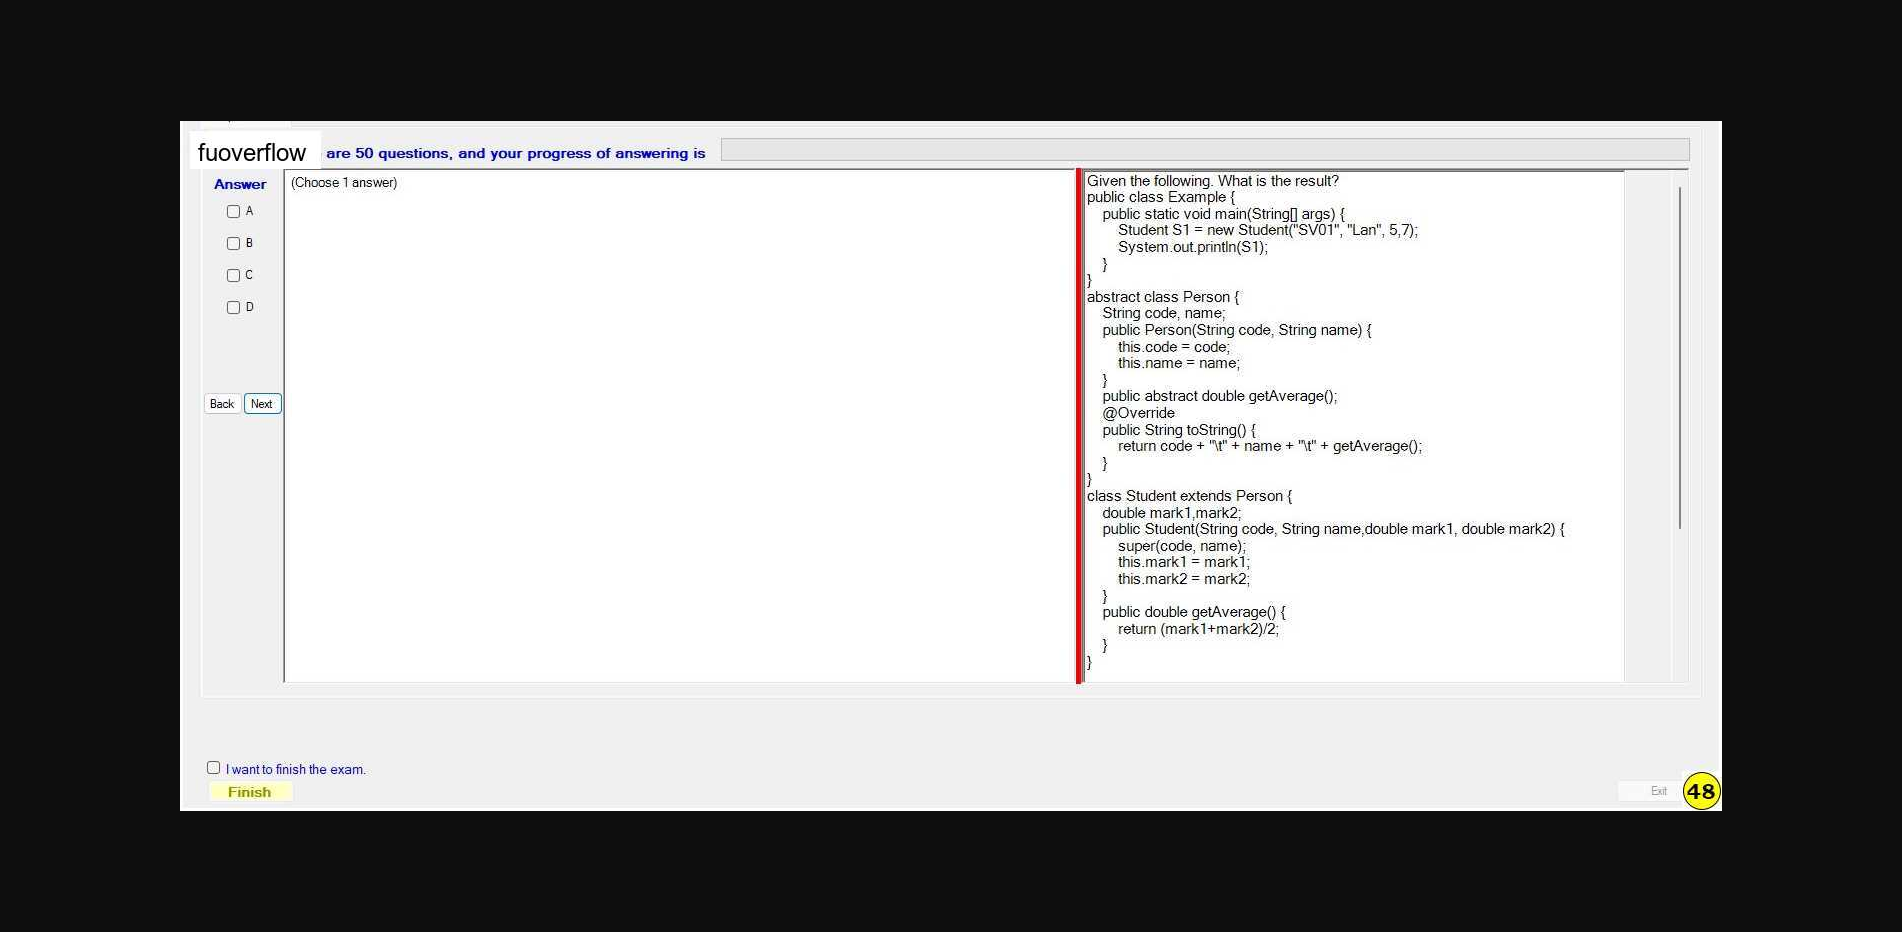 fuoverflow are 50 questions, and your progress of answering is
Answer
A
B
C
D
Back Next
(Choose 1 answer)
Given the following. What is the result?
public class Example {
public static void main(String[] args) {
Student S1 = new Student("SV01", "Lan", 5,7);
System.out.println(S1);
}
}
abstract class Person {
String code, name;
public Person(String code, String name) {
this.code = code;
this.name = name;
}
public abstract double getAverage();
@Override
public String toString() {
return code + "\t" + name + "\t" + getAverage();
}
}
class Student extends Person {
double mark1,mark2;
public Student(String code, String name,double mark1, double mark2) {
super(code, name);
this.mark1 = mark1;
this.mark2 = mark2;
}
public double getAverage() {
return (mark1+mark2)/2;
}
}
I want to finish the exam.
Finish
Exit
48